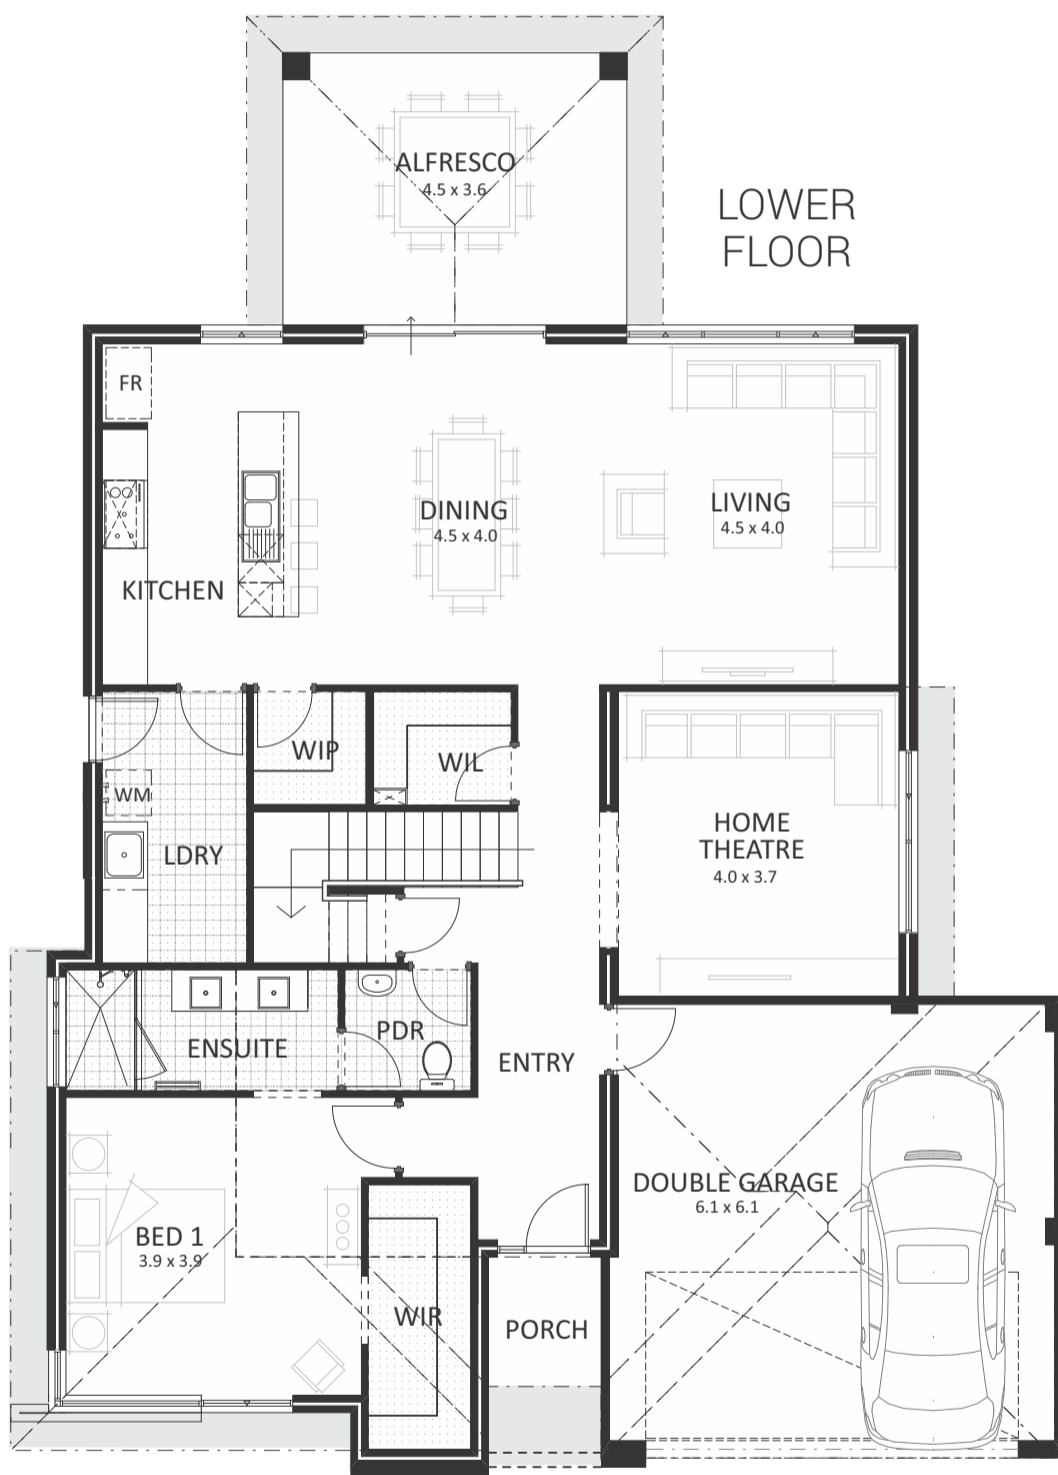 ALFRESCO
4.5 x 3.6
LOWER
FLOOR
FR
DINING
4.5 x 4.0
LIVING
4.5 x 4.0
KITCHEN
WIP
WIL
WM
LDRY
HOME
THEATRE
4.0 x 3.7
ENSUITE
PDR
ENTRY
DOUBLE GARAGE
6.1 x 6.1
BED 1
3.9 x 3.9
WIR
PORCH